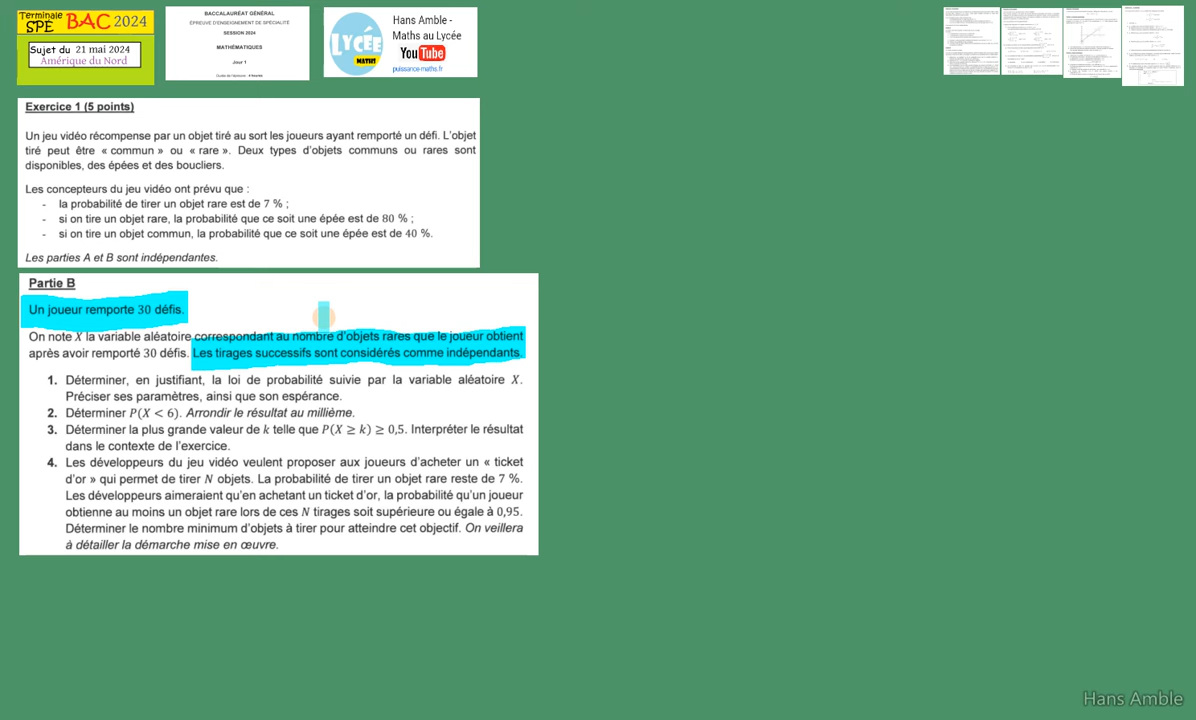 Terminale
SPE
BAC 2024
Sujet du 21 mai 2024
Amérique du Nord
BACCALAURÉAT GÉNÉRAL
ÉPREUVE D'ENSEIGNEMENT DE SPÉCIALITÉ
SESSION 2024
MATHÉMATIQUES
Jour 1
Durée de l'épreuve : 4 heures
LYCÉE
MATHS
Hans Amble -
Maths au Lycée
YouTube
puissance-maths.fr
Exercice 1 (5 points)
Un jeu vidéo récompense par un objet tiré au sort les joueurs ayant remporté un défi. L'objet
tiré peut être « commun » ou « rare ». Deux types d'objets communs ou rares sont
disponibles, des épées et des boucliers.
Les concepteurs du jeu vidéo ont prévu que :
- la probabilité de tirer un objet rare est de 7 % ;
- si on tire un objet rare, la probabilité que ce soit une épée est de 80 % ;
- si on tire un objet commun, la probabilité que ce soit une épée est de 40 %.
Les parties A et B sont indépendantes.
Partie B
Un joueur remporte 30 défis.
On note X la variable aléatoire correspondant au nombre d'objets rares que le joueur obtient
après avoir remporté 30 défis. Les tirages successifs sont considérés comme indépendants.
1. Déterminer, en justifiant, la loi de probabilité suivie par la variable aléatoire X.
Préciser ses paramètres, ainsi que son espérance.
2. Déterminer P(X < 6). Arrondir le résultat au millième.
3. Déterminer la plus grande valeur de k telle que P(X ≥ k) ≥ 0,5. Interpréter le résultat
dans le contexte de l'exercice.
4. Les développeurs du jeu vidéo veulent proposer aux joueurs d'acheter un « ticket
d'or » qui permet de tirer N objets. La probabilité de tirer un objet rare reste de 7 %.
Les développeurs aimeraient qu'en achetant un ticket d'or, la probabilité qu'un joueur
obtienne au moins un objet rare lors de ces N tirages soit supérieure ou égale à 0,95.
Déterminer le nombre minimum d'objets à tirer pour atteindre cet objectif. On veillera
à détailler la démarche mise en œuvre.
Hans Amble